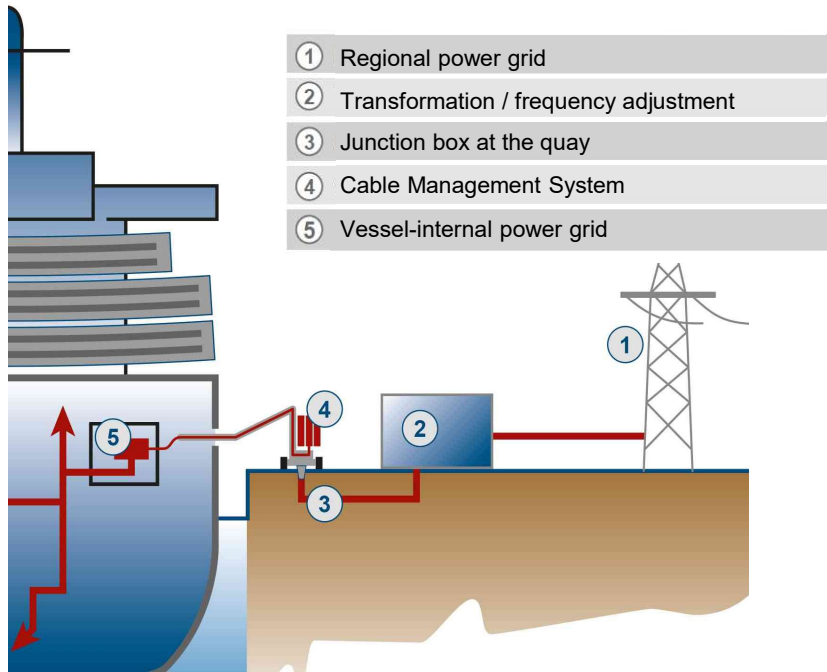 1 Regional power grid
2 Transformation / frequency adjustment
3 Junction box at the quay
4 Cable Management System
5 Vessel-internal power grid
1
4
5
2
3